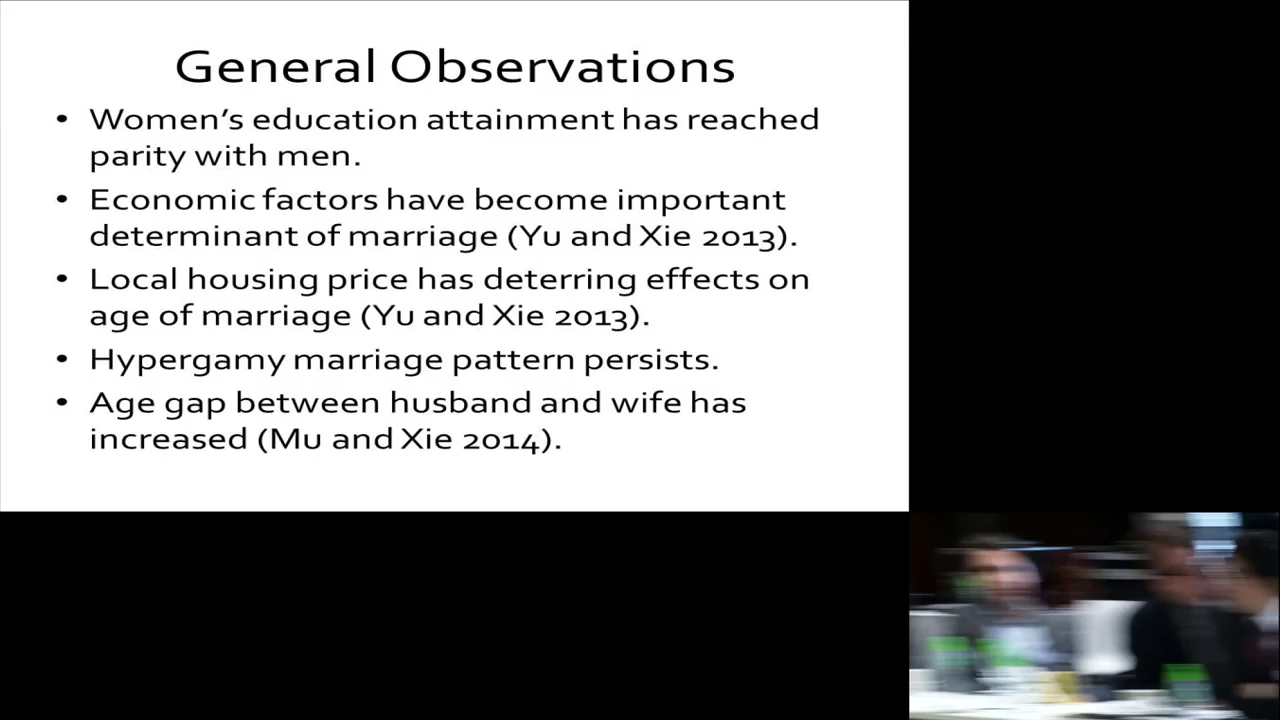 General Observations
• Women's education attainment has reached
parity with men.
• Economic factors have become important
determinant of marriage (Yu and Xie 2013).
• Local housing price has deterring effects on
age of marriage (Yu and Xie 2013).
• Hypergamy marriage pattern persists.
• Age gap between husband and wife has
increased (Mu and Xie 2014).